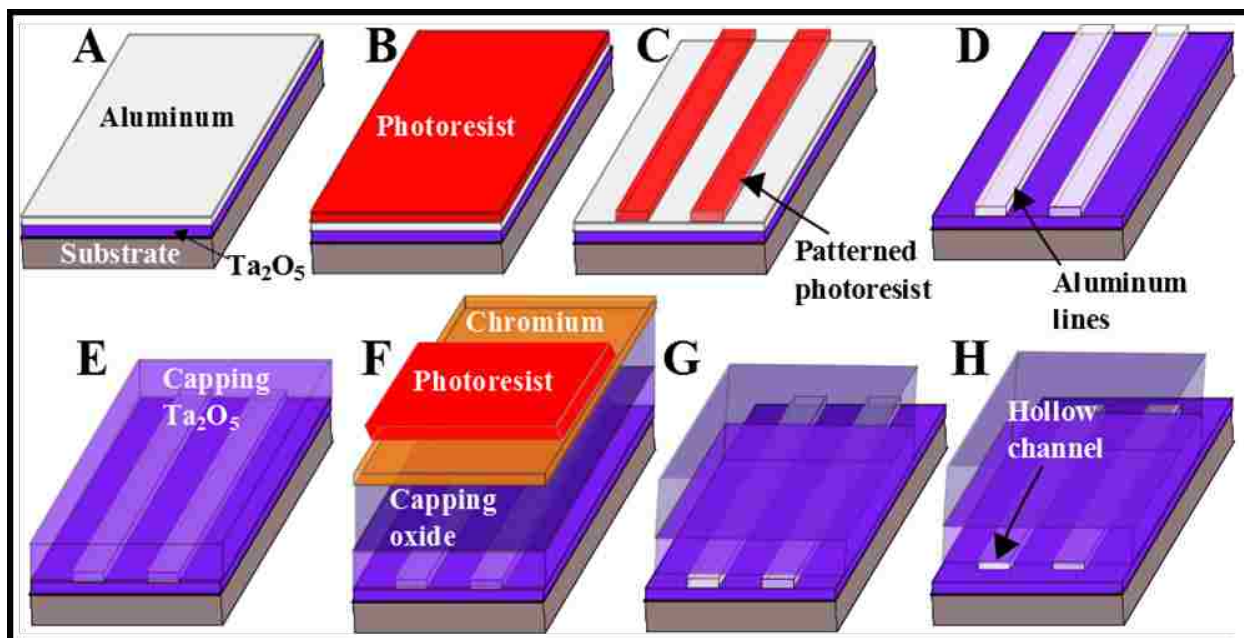 A
Aluminum
Substrate
Ta₂O₅
B
Photoresist
C
Patterned
photoresist
D
Aluminum
lines
E
Capping
Ta₂O₅
F
Chromium
Photoresist
Capping
oxide
G
H
Hollow
channel